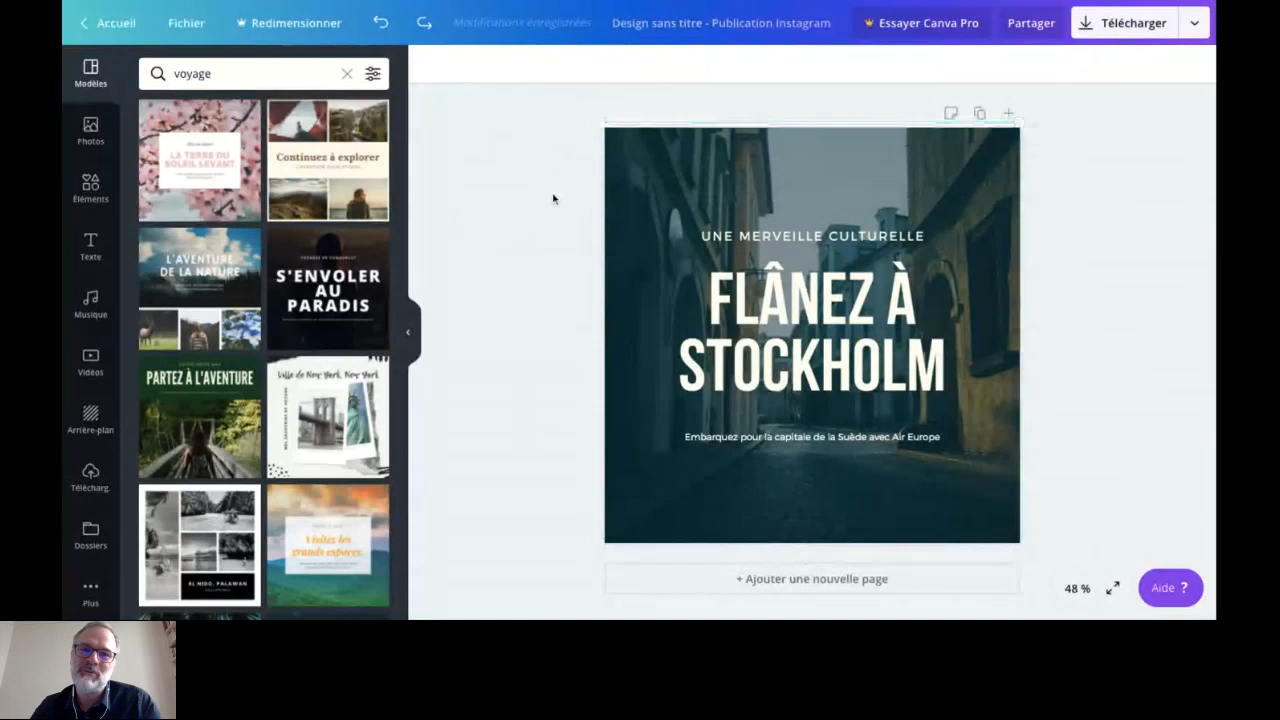 Accueil
Fichier
Redimensionner
Modifications enregistrées
Design sans titre - Publication Instagram
Essayer Canva Pro
Partager
Télécharger
Modèles
Photos
Éléments
Texte
Musique
Vidéos
Arrière-plan
Télécharg.
Dossiers
Plus
voyage
LA TERRE DU
SOLEIL LEVANT
Continuez à explorer
L'AVENTURE
DE LA NATURE
S'ENVOLER
AU
PARADIS
PARTEZ À L'AVENTURE
Ville de New York, New York
EL NIDO, PALAWAN
Visitez les
grands espaces.
UNE MERVEILLE CULTURELLE
FLÂNEZ À
STOCKHOLM
Embarquez pour la capitale de la Suède avec Air Europe
+ Ajouter une nouvelle page
48 %
Aide ?